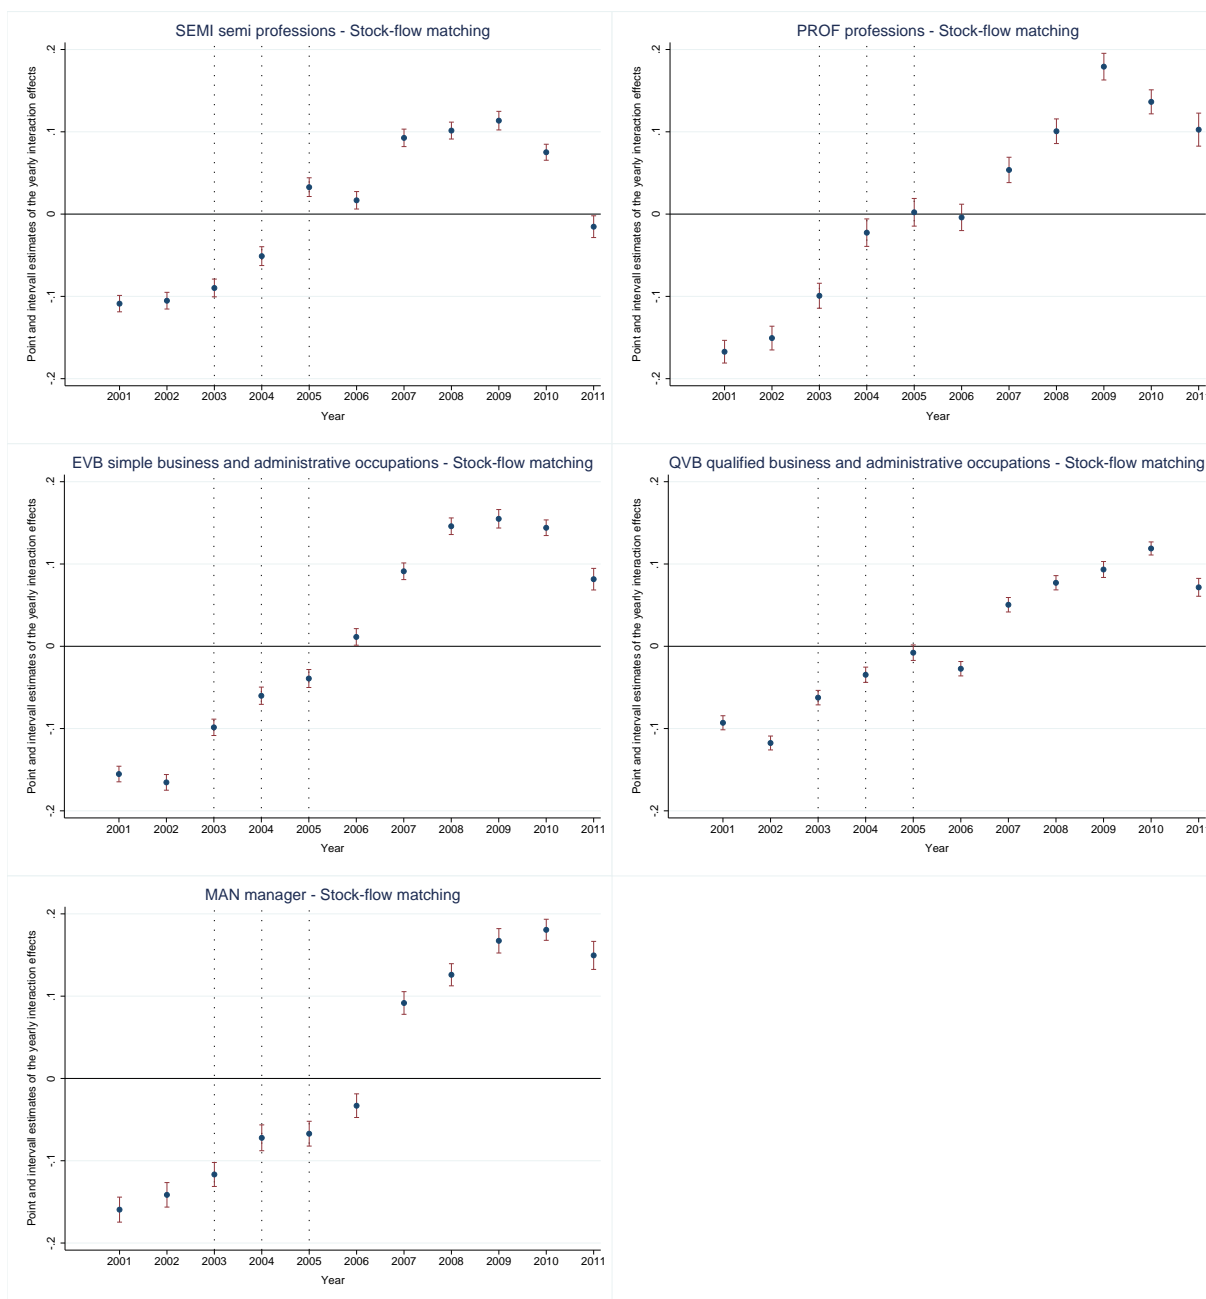 SEMI semi professions - Stock-flow matching
Point and intervall estimates of the yearly interaction effects
.2
.1
0
-.1
-.2
2001 2002 2003 2004 2005 2006 2007 2008 2009 2010 2011
Year
PROF professions - Stock-flow matching
Point and intervall estimates of the yearly interaction effects
.2
.1
0
-.1
-.2
2001 2002 2003 2004 2005 2006 2007 2008 2009 2010 201
Year
EVB simple business and administrative occupations - Stock-flow matching
Point and intervall estimates of the yearly interaction effects
.2
.1
0
-.1
-.2
2001 2002 2003 2004 2005 2006 2007 2008 2009 2010 2011
Year
QVB qualified business and administrative occupations - Stock-flow matching
Point and intervall estimates of the yearly interaction effects
.2
.1
0
-.1
-.2
2001 2002 2003 2004 2005 2006 2007 2008 2009 2010 201
Year
MAN manager - Stock-flow matching
Point and intervall estimates of the yearly interaction effects
.2
.1
0
-.1
-.2
2001 2002 2003 2004 2005 2006 2007 2008 2009 2010 2011
Year